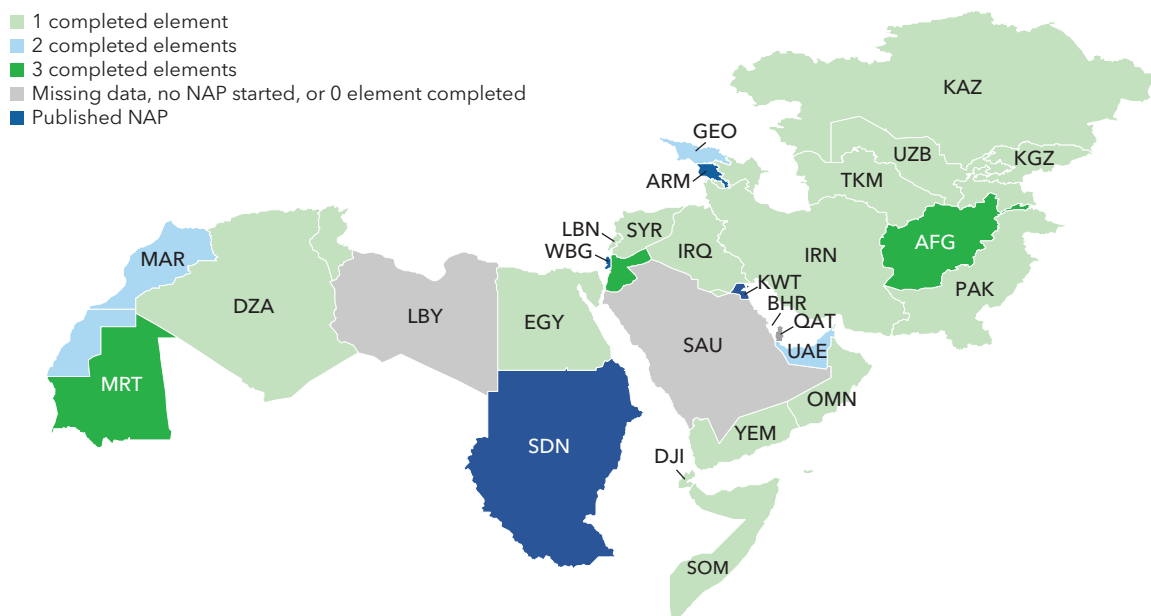 1 completed element
2 completed elements
3 completed elements
Missing data, no NAP started, or 0 element completed
Published NAP
KAZ
GEO
UZB
KGZ
ARM
TKM
LBN
SYR
AFG
MAR
WBG
IRQ
IRN
KWT
PAK
DZA
LBY
EGY
BHR
QAT
SAU
UAE
MRT
OMN
YEM
SDN
DJI
SOM